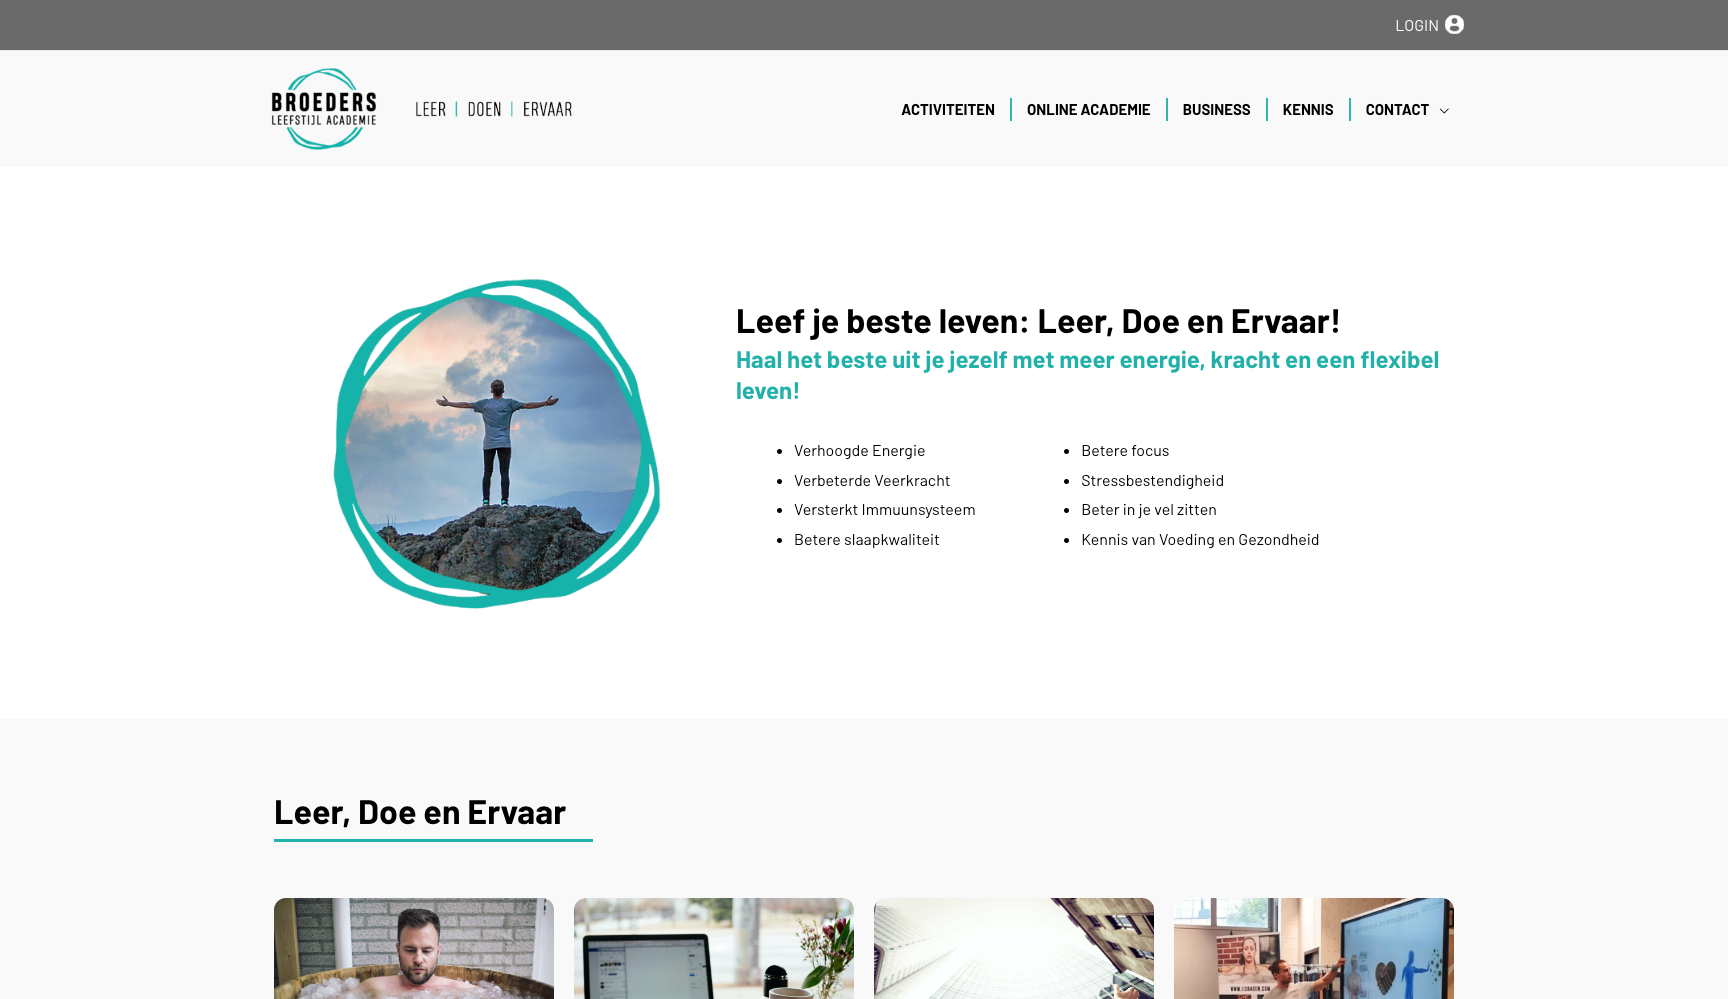 LOGIN
BROEDERS
LEEFSTIJL ACADEMIE
LEER | DOEN | ERVAAR
ACTIVITEITEN
ONLINE ACADEMIE
BUSINESS
KENNIS
CONTACT
Leef je beste leven: Leer, Doe en Ervaar!
Haal het beste uit je jezelf met meer energie, kracht en een flexibel
leven!
Verhoogde Energie
Verbeterde Veerkracht
Versterkt Immuunsysteem
Betere slaapkwaliteit
Betere focus
Stressbestendigheid
Beter in je vel zitten
Kennis van Voeding en Gezondheid
Leer, Doe en Ervaar